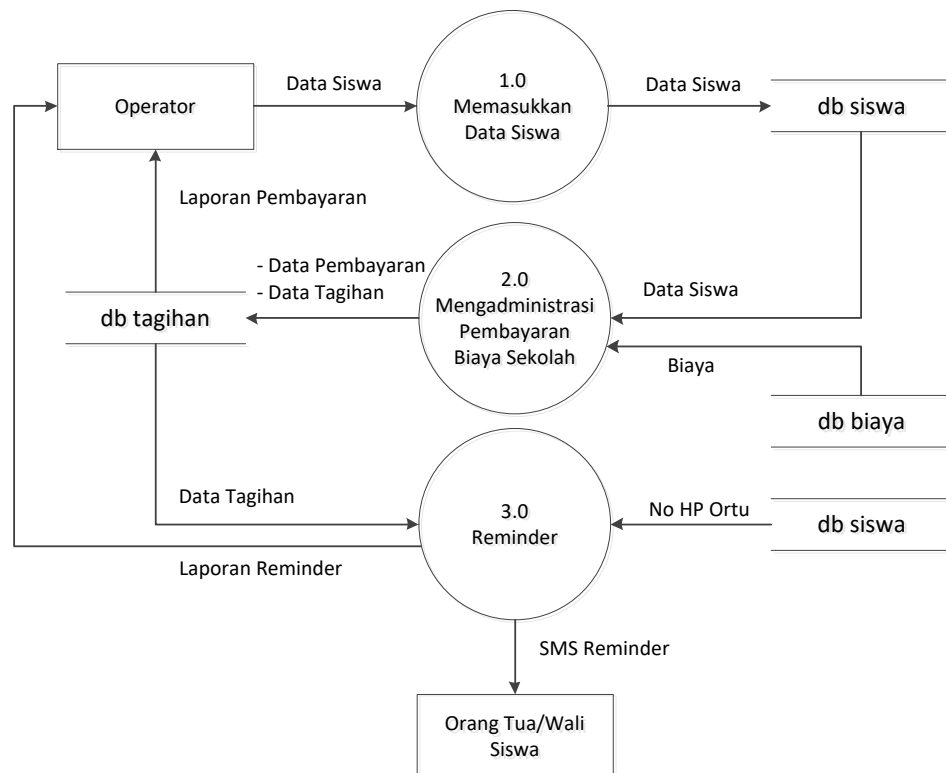 Operator
Data Siswa
1.0
Memasukkan
Data Siswa
Data Siswa
db siswa
Laporan Pembayaran
- Data Pembayaran
- Data Tagihan
db tagihan
2.0
Mengadministrasi
Pembayaran
Biaya Sekolah
Data Siswa
Biaya
db biaya
Data Tagihan
3.0
Reminder
No HP Ortu
db siswa
Laporan Reminder
SMS Reminder
Orang Tua/Wali
Siswa